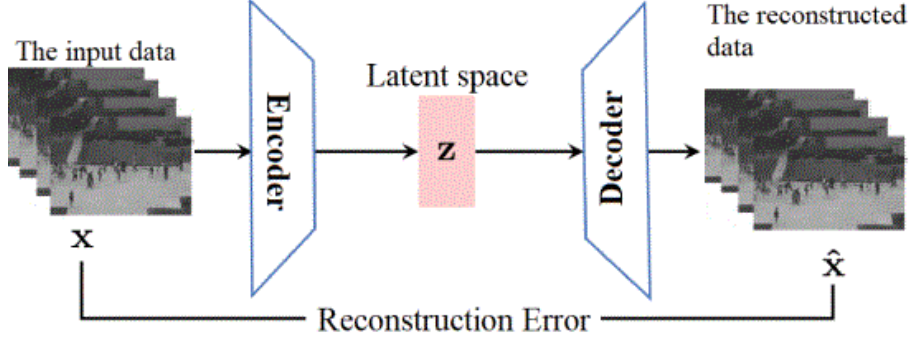 The input data
The reconstructed
data
Latent space
Encoder
z
Decoder
x
x̂
Reconstruction Error